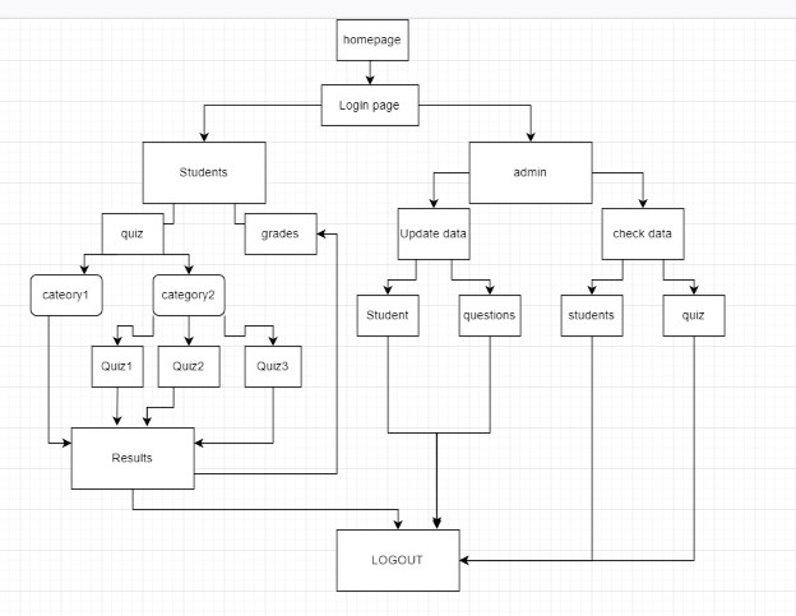 homepage
Login page
Students
admin
quiz
grades
Update data
check data
cateory1
category2
Student
questions
students
quiz
Quiz1
Quiz2
Quiz3
Results
LOGOUT